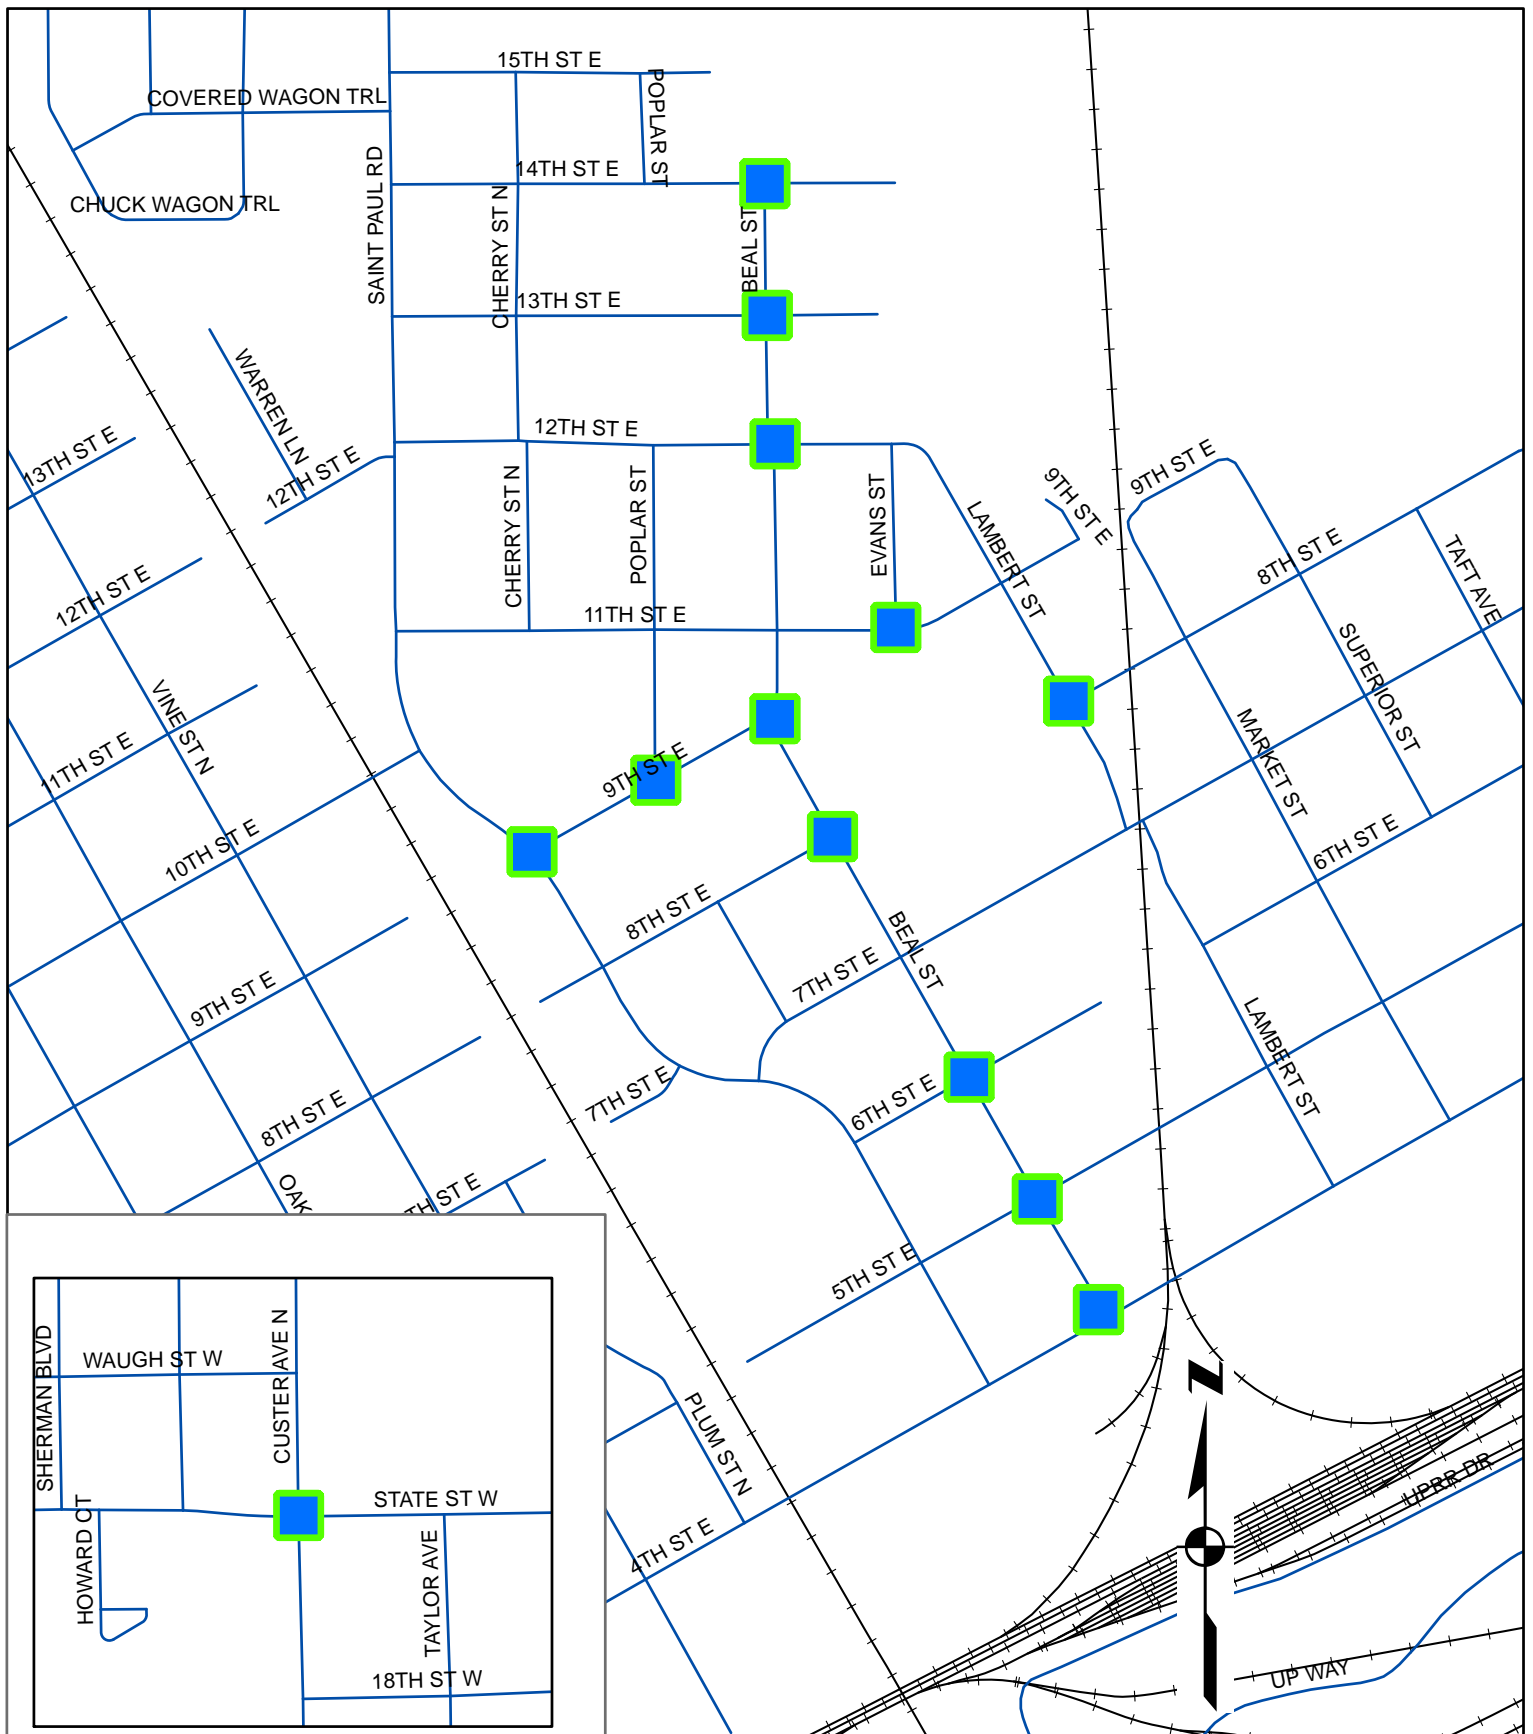 15TH ST E
POPLAR ST
COVERED WAGON TRL
SAINT PAUL RD
14TH ST E
CHERRY ST N
CHUCK WAGON TRL
BEAL ST
13TH ST E
WARREN LN
12TH ST E
13TH ST E
12TH ST E
CHERRY ST N
POPLAR ST
EVANS ST
LAMBERT ST
9TH ST E
9TH ST E
8TH ST E
TAFT AVE
12TH ST E
11TH ST E
SUPERIOR ST
VINE ST N
MARKET ST
11TH ST E
9TH ST E
10TH ST E
6TH ST E
8TH ST E
BEAL ST
7TH ST E
9TH ST E
LAMBERT ST
7TH ST E
6TH ST E
8TH ST E
OAK
TH ST E
5TH ST E
PLUM ST N
4TH ST E
N
UPRR DR
UP WAY
SHERMAN BLVD
WAUGH ST W
CUSTER AVE N
STATE ST W
HOWARD CT
TAYLOR AVE
18TH ST W